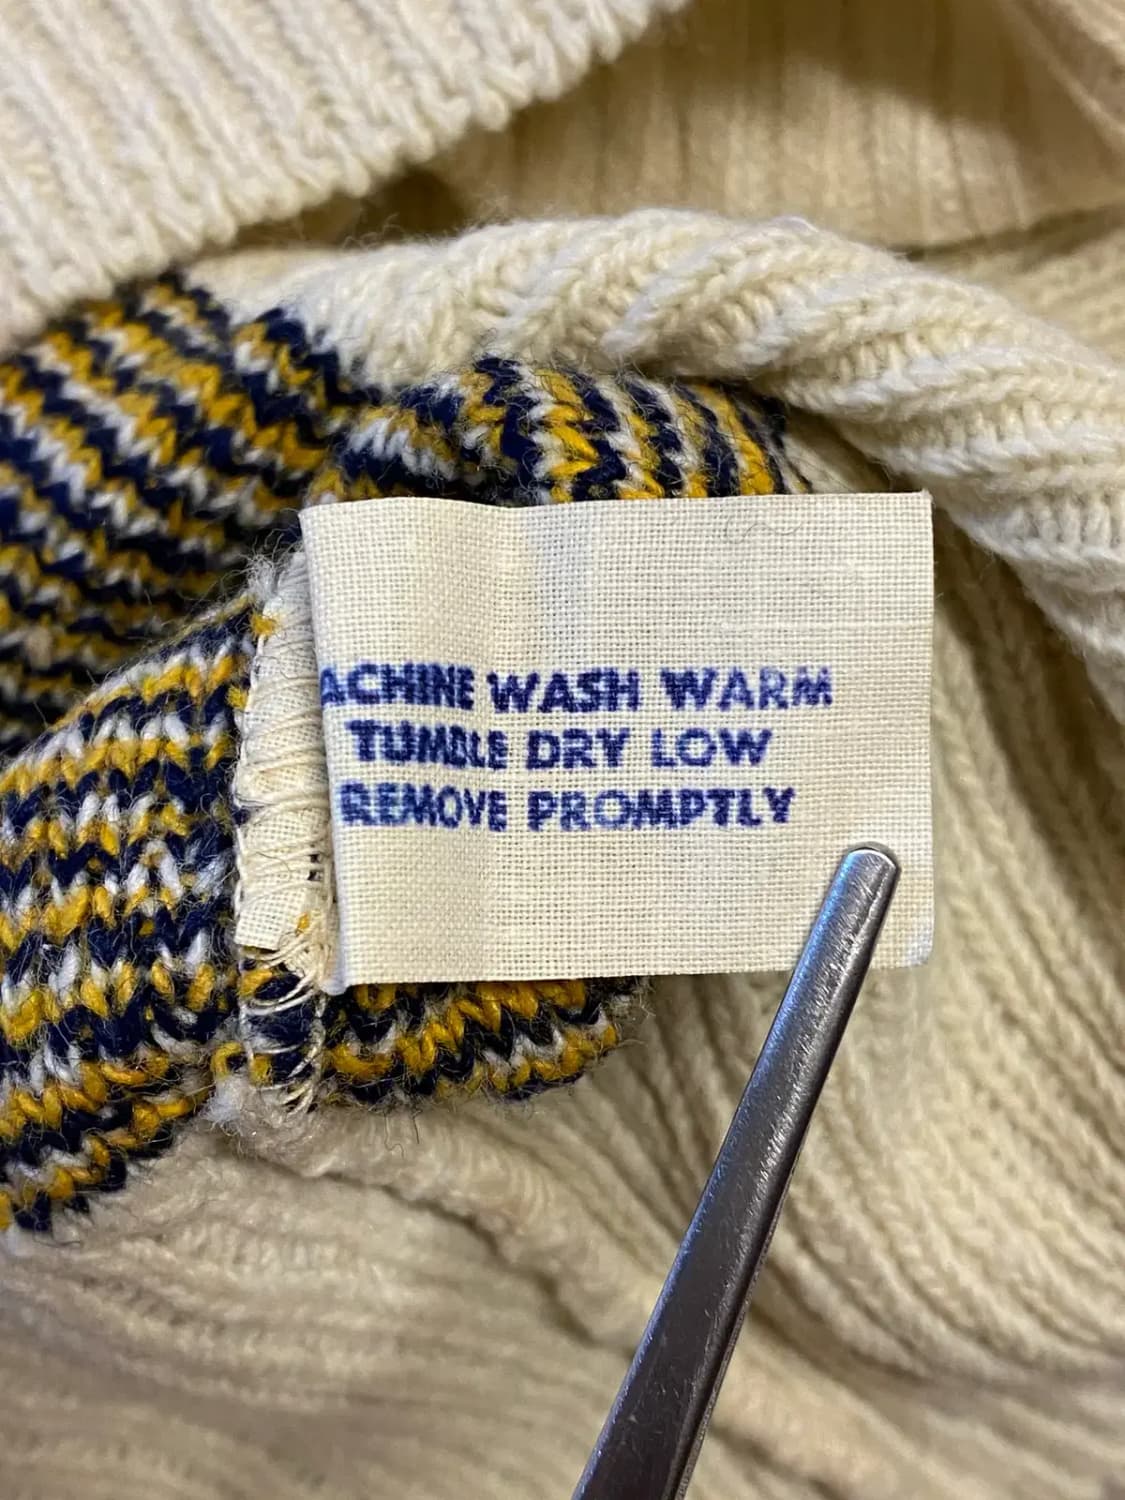 ACHINE WASH WARM
TUMBLE DRY LOW
REMOVE PROMPTLY